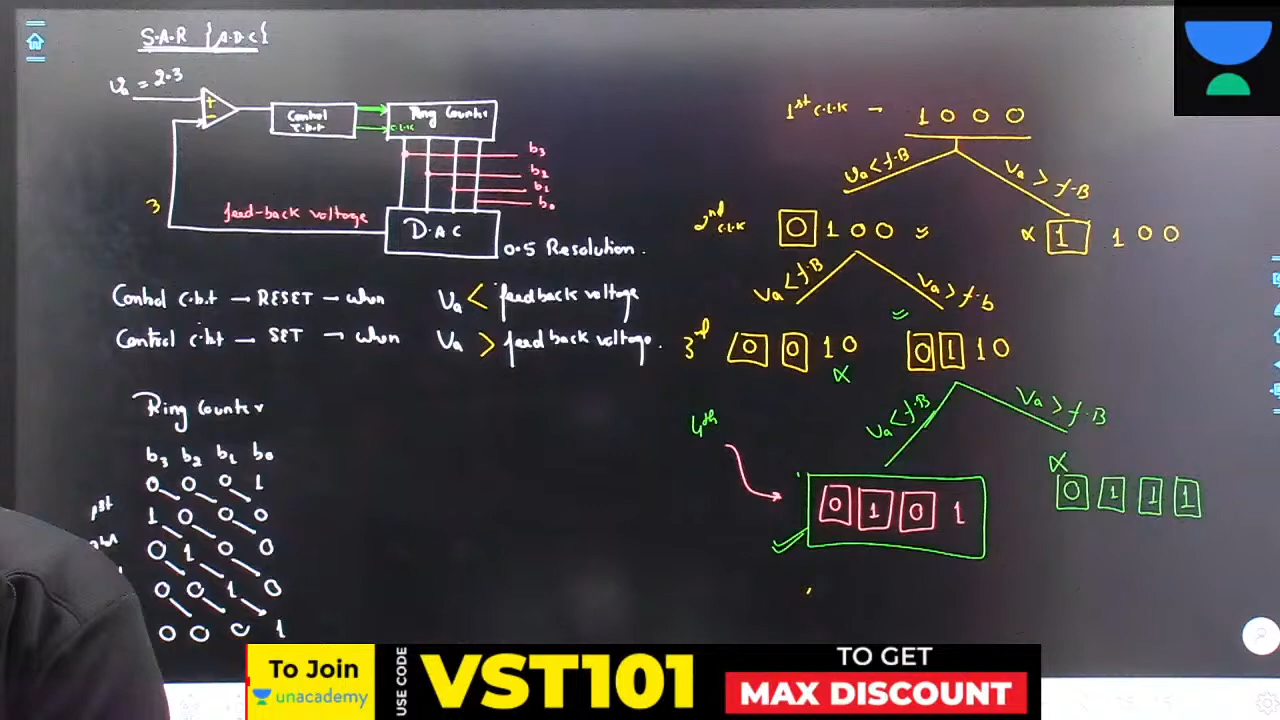 S.A.R {A.D.C}
Va = 2.3
+
-
Control
C.k.t
C.L.K
Ring Counter
b3
b2
b1
b0
3
feed-back voltage
D.A.C
0.5 Resolution.
Control c.k.t → RESET → when Va < feedback voltage
Control c.k.t → SET → when Va > feedback voltage.
Ring Counter
b3 b2 b1 b0
0 0 0 1
1st 1 0 0 0
0 1 0 0
0 0 1 0
0 0 0 1
1st C.L.K → 1 0 0 0
Va < f.B Va > f.B
2nd C.L.K 0 1 0 0 1 1 0 0
Va < f.B Va > f.b
3rd 0 0 1 0 0 1 1 0
Va < f.B Va > f.B
4th
0 1 0 1 0 1 1 1
To Join
unacademy
USE CODE
VST101
TO GET
MAX DISCOUNT